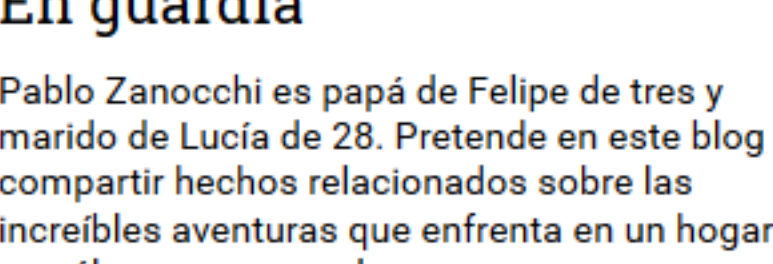 En guardia
Pablo Zanocchi es papá de Felipe de tres y
marido de Lucía de 28. Pretende en este blog
compartir hechos relacionados sobre las
increíbles aventuras que enfrenta en un hogar